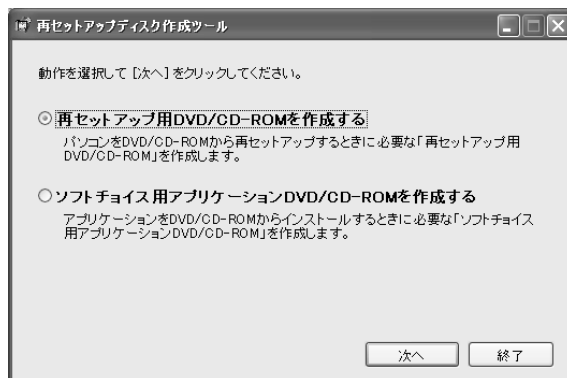 再セットアップディスク作成ツール
動作を選択して [次へ] をクリックしてください。
再セットアップ用DVD/CD-ROMを作成する
パソコンをDVD/CD-ROMから再セットアップするときに必要な「再セットアップ用
DVD/CD-ROM」を作成します。
ソフトチョイス用アプリケーションDVD/CD-ROMを作成する
アプリケーションをDVD/CD-ROMからインストールするときに必要な「ソフトチョイス
用アプリケーションDVD/CD-ROM」を作成します。
次へ 終了